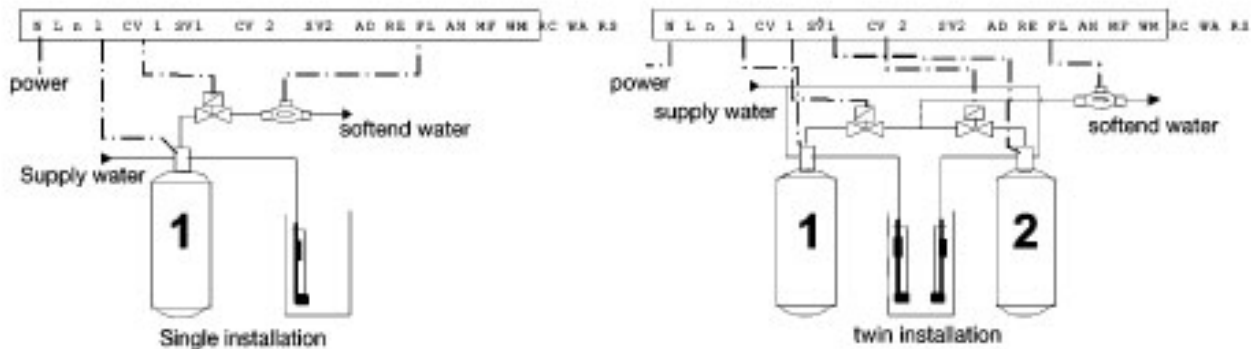 N L n 1 CV 1 SV1 CV 2 SV2 AD RE FL AN MF WM RC WA RS
power
softend water
Supply water
1
Single installation
N L n 1 CV 1 SV1 CV 2 SV2 AD RE FL AN MF WM RC WA RS
power
supply water
softend water
1
2
twin installation